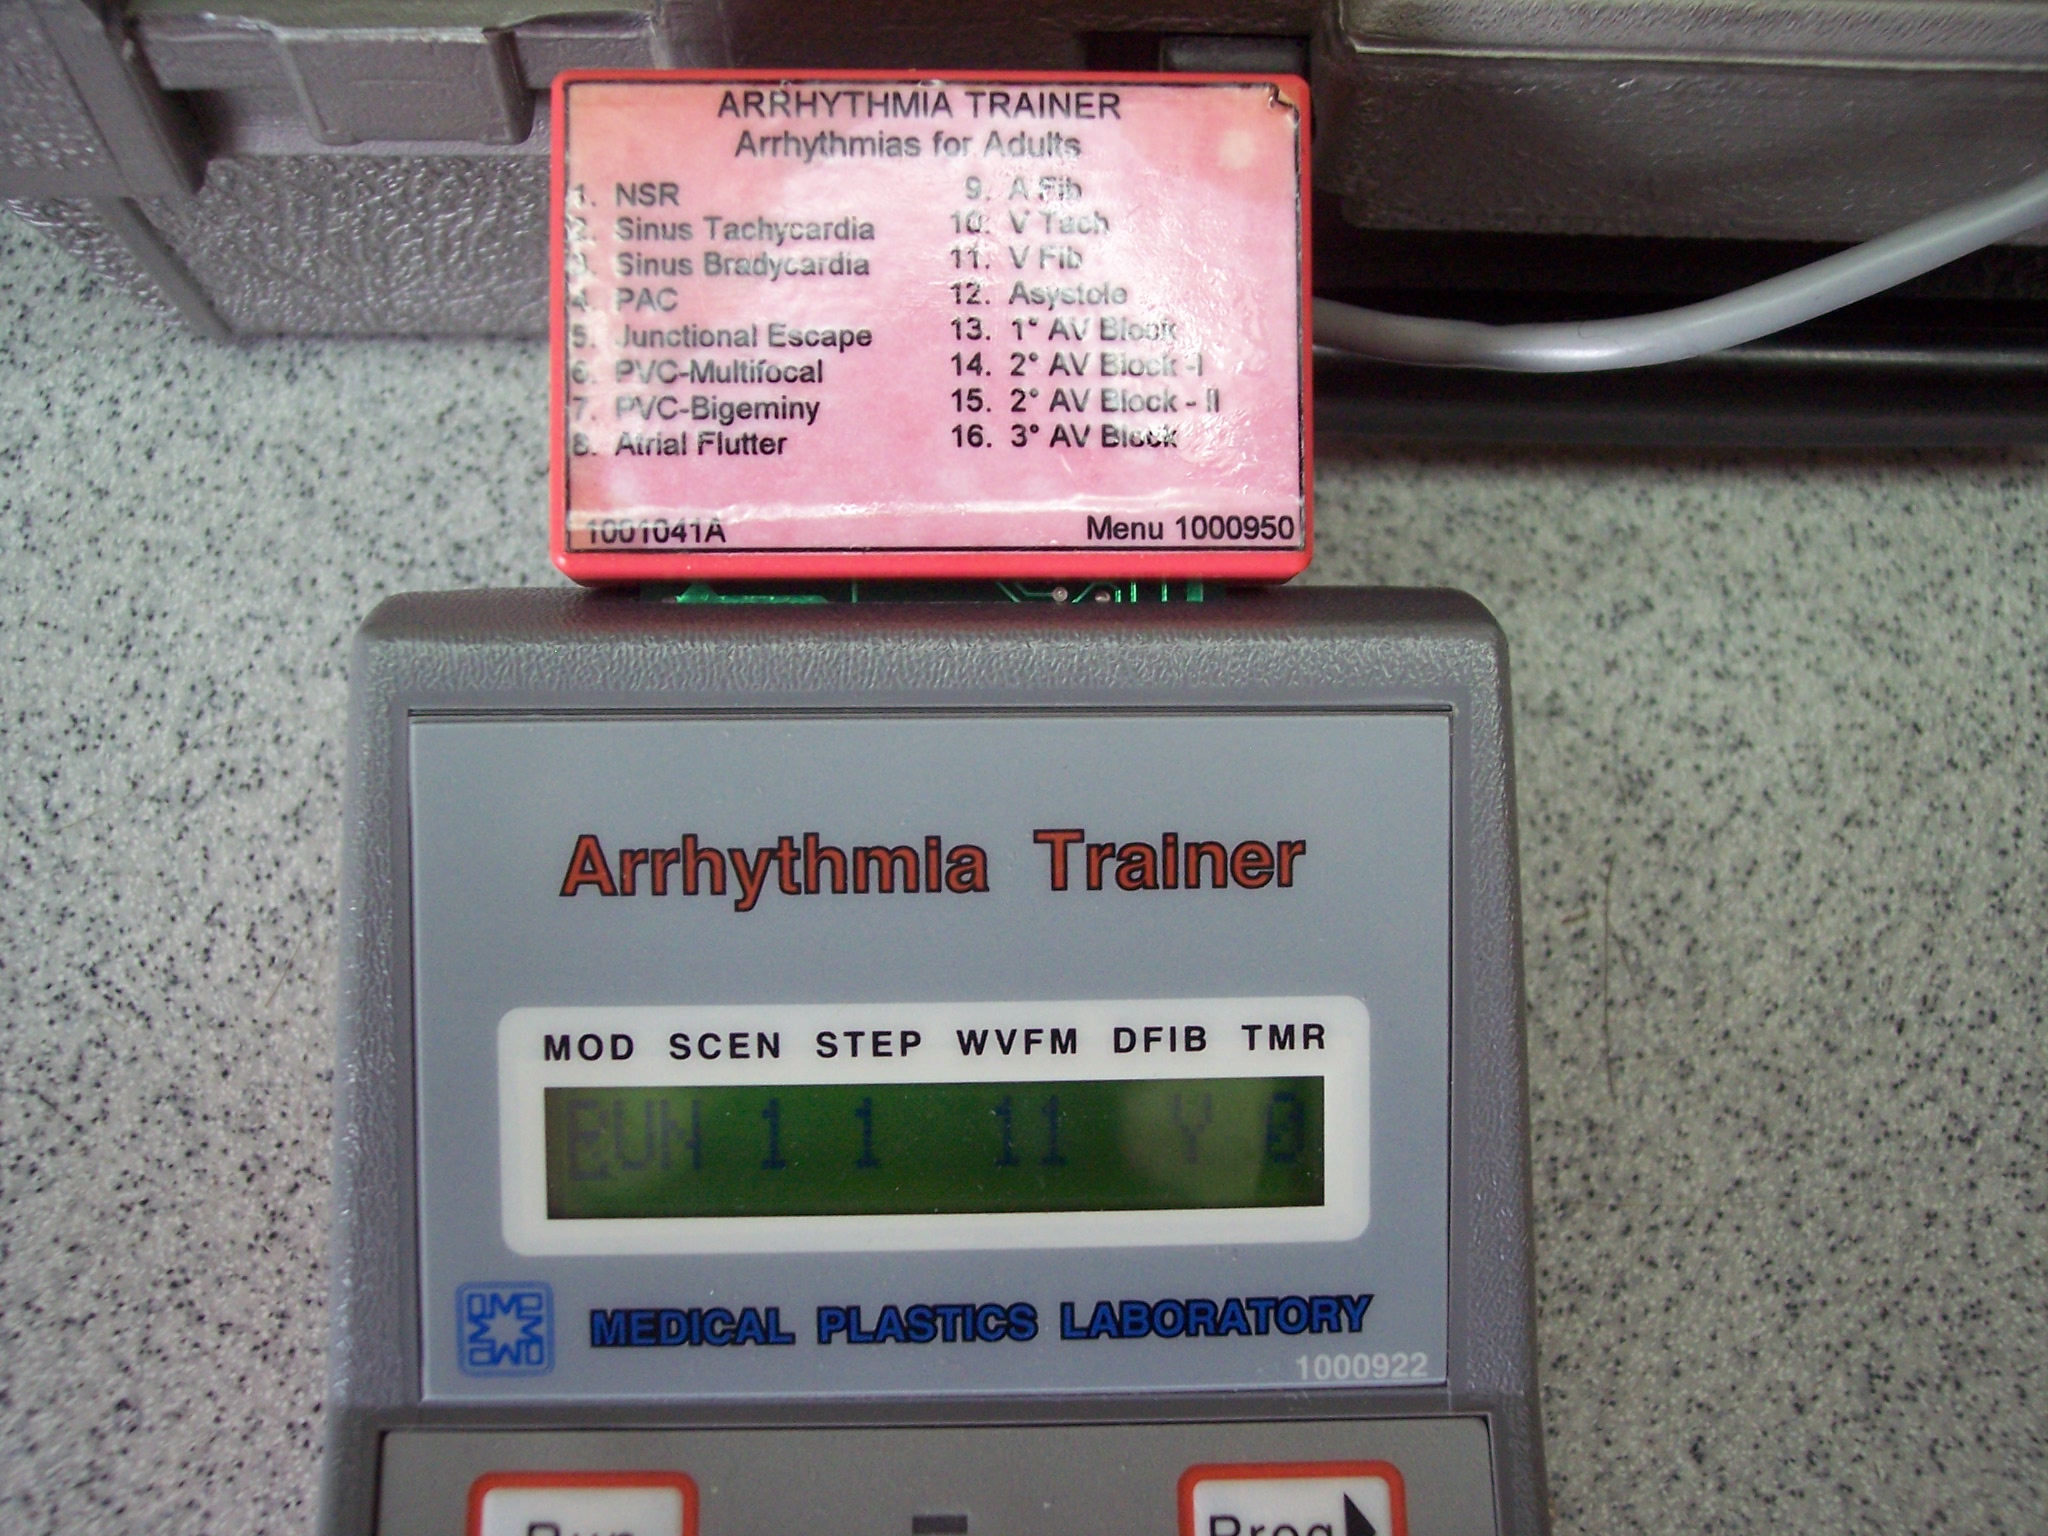 ARRHYTHMIA TRAINER
Arrhythmias for Adults
1. NSR
2. Sinus Tachycardia
3. Sinus Bradycardia
4. PAC
5. Junctional Escape
6. PVC-Multifocal
7. PVC-Bigeminy
8. Atrial Flutter
9. A Fib
10. V Tach
11. V Fib
12. Asystole
13. 1° AV Block
14. 2° AV Block -I
15. 2° AV Block - II
16. 3° AV Block
1001041A Menu 1000950
Arrhythmia Trainer
MOD SCEN STEP WVFM DFIB TMR
RUN 1 1 11 Y 0
MEDICAL PLASTICS LABORATORY
1000922
Run Prog